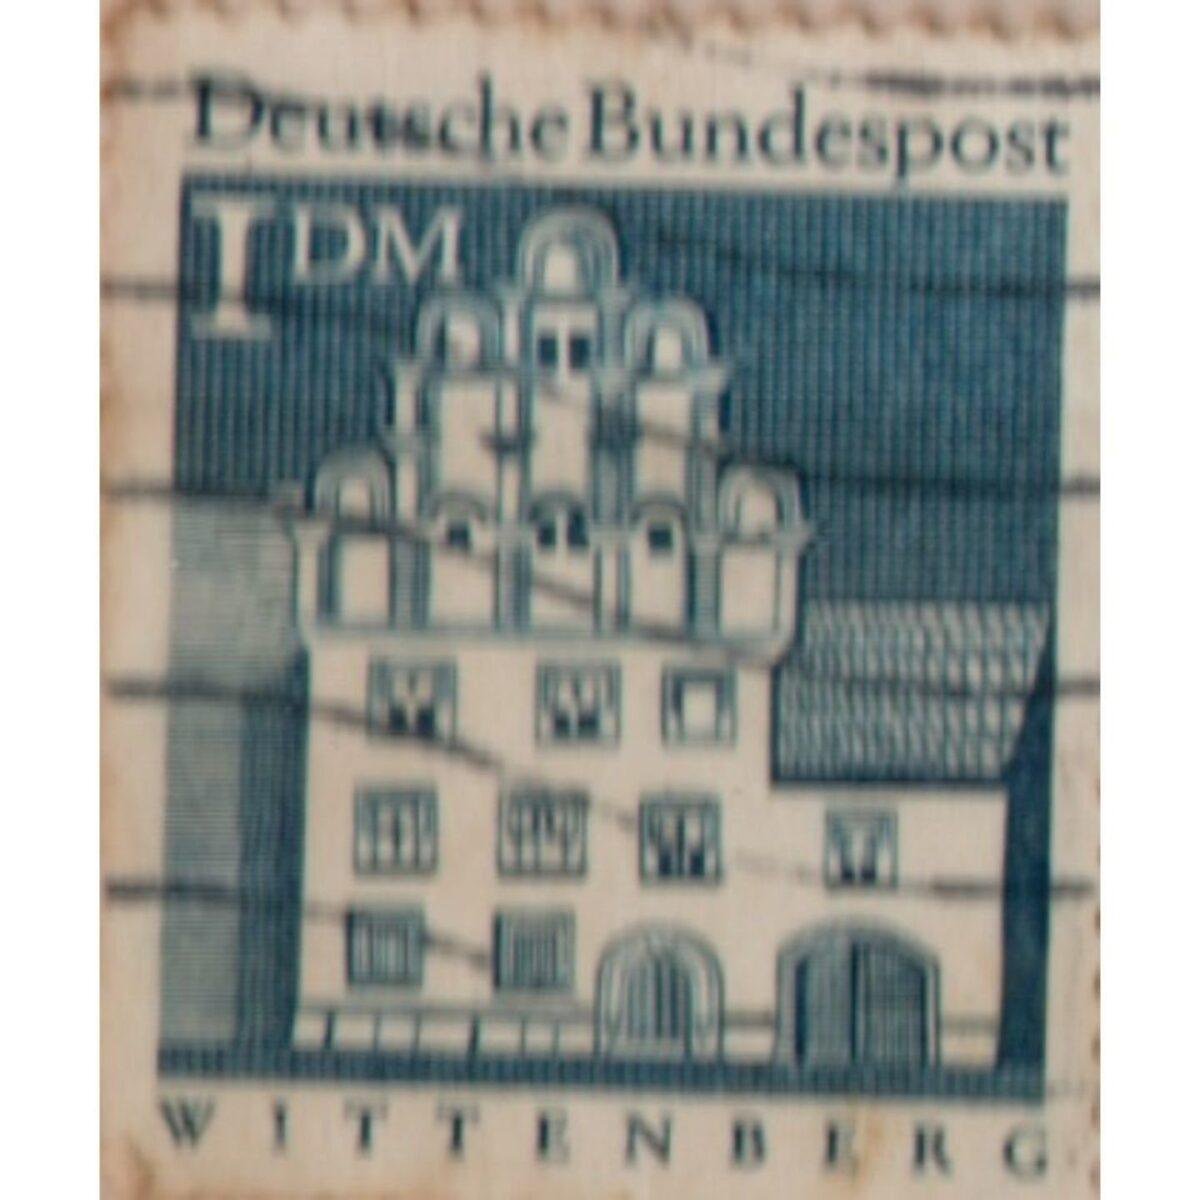 Deutsche Bundespost
1 DM
WITTENBERG